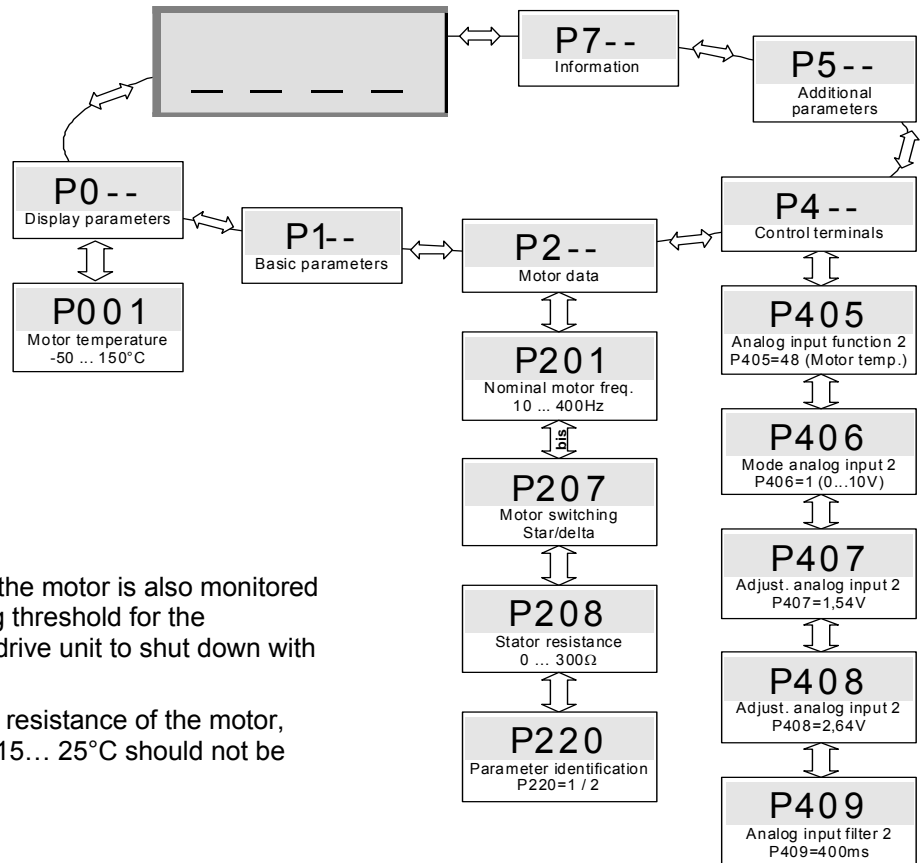 P7--
Information
P5--
Additional
parameters
P0--
Display parameters
P1--
Basic parameters
P2--
Motor data
P4--
Control terminals
P001
Motor temperature
-50 ... 150°C
P201
Nominal motor freq.
10 ... 400Hz
bis
P207
Motor switching
Star/delta
P208
Stator resistance
0 ... 300Ω
P220
Parameter identification
P220=1 / 2
P405
Analog input function 2
P405=48 (Motor temp.)
P406
Mode analog input 2
P406=1 (0...10V)
P407
Adjust. analog input 2
P407=1,54V
P408
Adjust. analog input 2
P408=2,64V
P409
Analog input filter 2
P409=400ms
the motor is also monitored
g threshold for the
drive unit to shut down with
resistance of the motor,
15… 25°C should not be